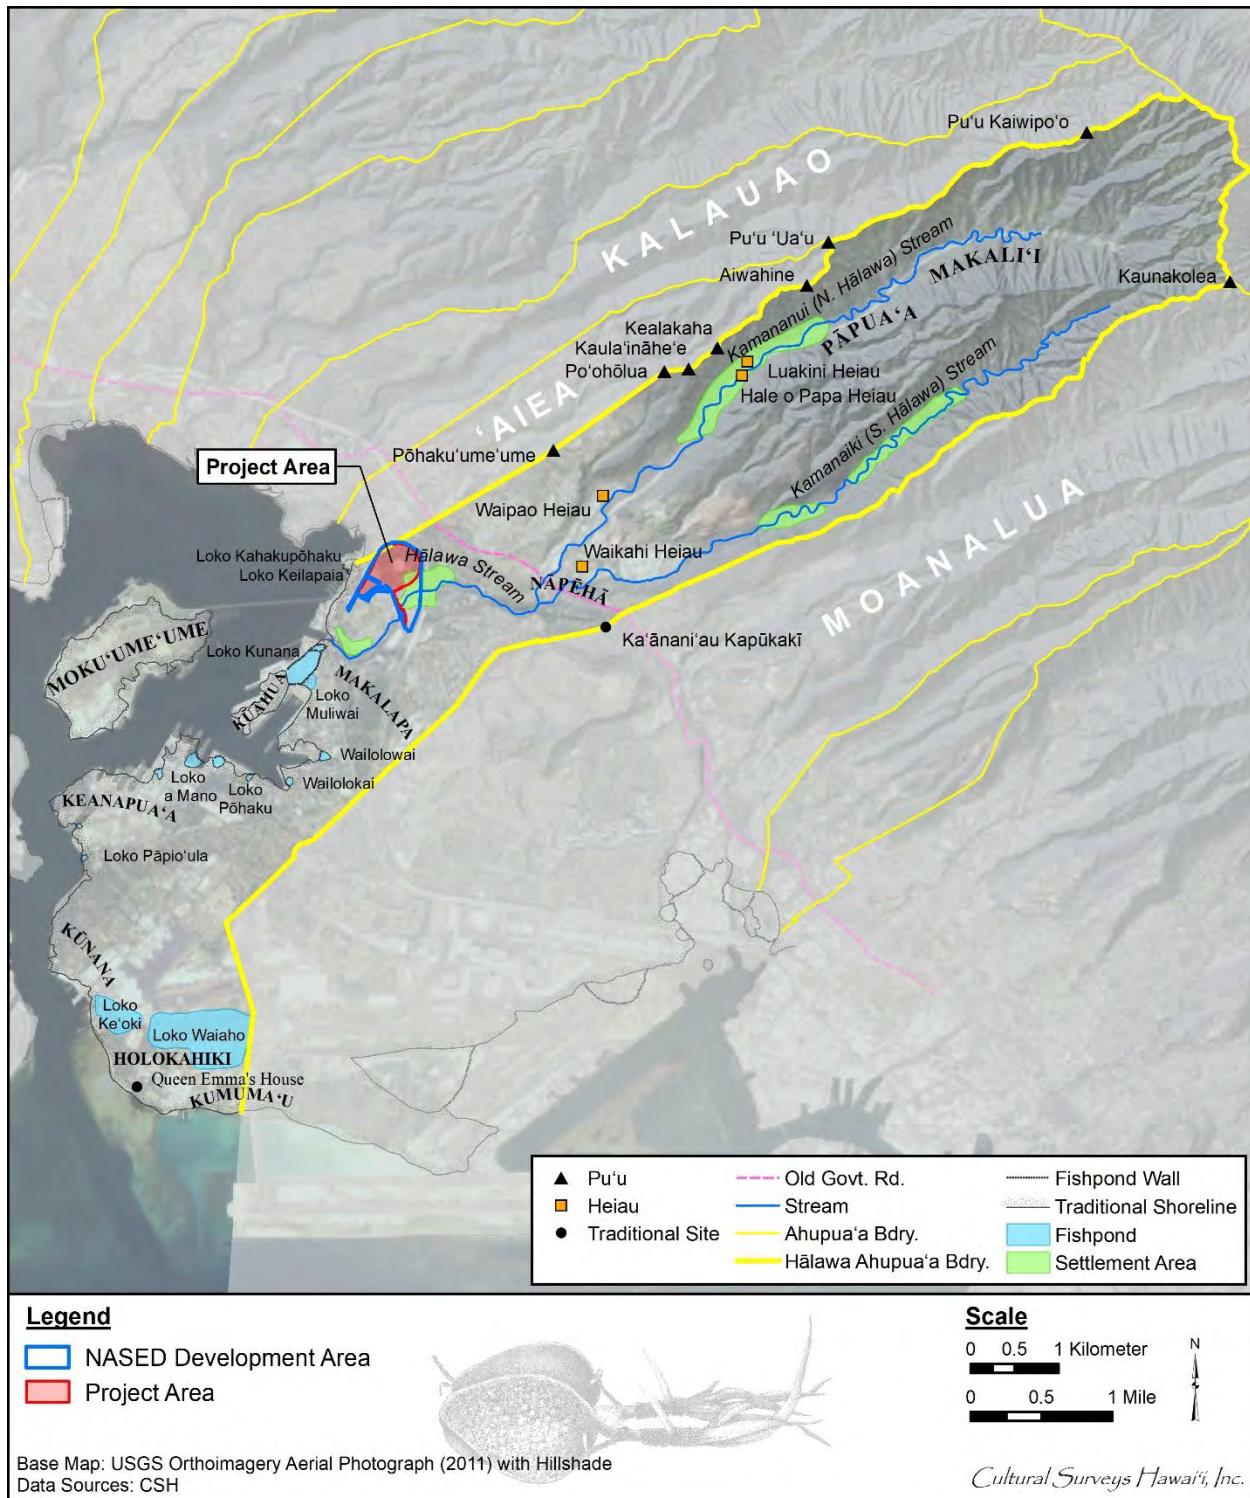 Pu‘u Kaiwipo‘o
KALAUAO
Pu‘u ‘Ua‘u
Aiwahine
MAKALI‘I
Kaunakolea
Kamananui (N. Hālawa) Stream
PĀPUA‘A
Kealakaha
Kaula‘ināhe‘e
Po‘ohōlua
Luakini Heiau
Hale o Papa Heiau
‘AIEA
Kamanaiki (S. Hālawa) Stream
Pōhaku‘ume‘ume
Project Area
MOANALUA
Waipao Heiau
Loko Kahakupōhaku
Loko Keilapaia
Hālawa Stream
Waikahi Heiau
NAPĒHĀ
Ka‘ānani‘au Kapūkakī
MOKU‘UME‘UME
Loko Kunana
KŪAHUA
MAKALAPA
Loko
Muliwai
Wailolowai
Wailolokai
Loko
a Mano
Loko
Pōhaku
KEANAPUA‘A
Loko Pāpio‘ula
KŪNANA
Loko
Ke‘oki
Loko Waiaho
HOLOKAHIKI
Queen Emma's House
KUMUMA‘U
Pu‘u
Heiau
Traditional Site
Old Govt. Rd.
Stream
Ahupua‘a Bdry.
Hālawa Ahupua‘a Bdry.
Fishpond Wall
Traditional Shoreline
Fishpond
Settlement Area
Legend
NASED Development Area
Project Area
Scale
0 0.5 1 Kilometer
0 0.5 1 Mile
N
Base Map: USGS Orthoimagery Aerial Photograph (2011) with Hillshade
Data Sources: CSH
Cultural Surveys Hawai‘i, Inc.